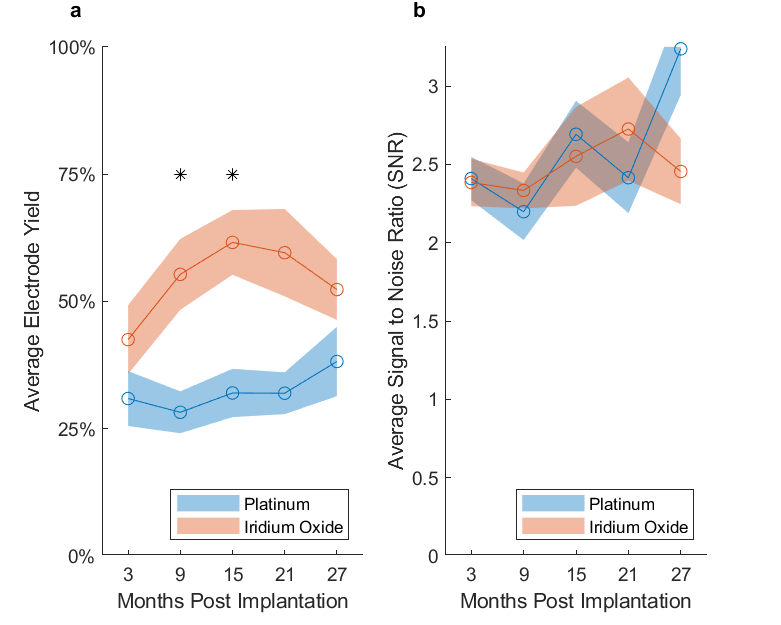 a
100%
75%
50%
25%
0%
* *
Average Electrode Yield
3 9 15 21 27
Months Post Implantation
Platinum
Iridium Oxide
b
3
2.5
2
1.5
1
0.5
0
Average Signal to Noise Ratio (SNR)
3 9 15 21 27
Months Post Implantation
Platinum
Iridium Oxide